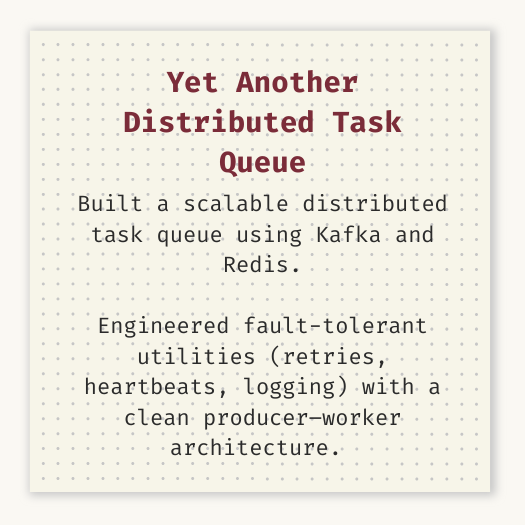 Yet Another
Distributed Task
Queue
Built a scalable distributed
task queue using Kafka and
Redis.
Engineered fault-tolerant
utilities (retries,
heartbeats, logging) with a
clean producer–worker
architecture.